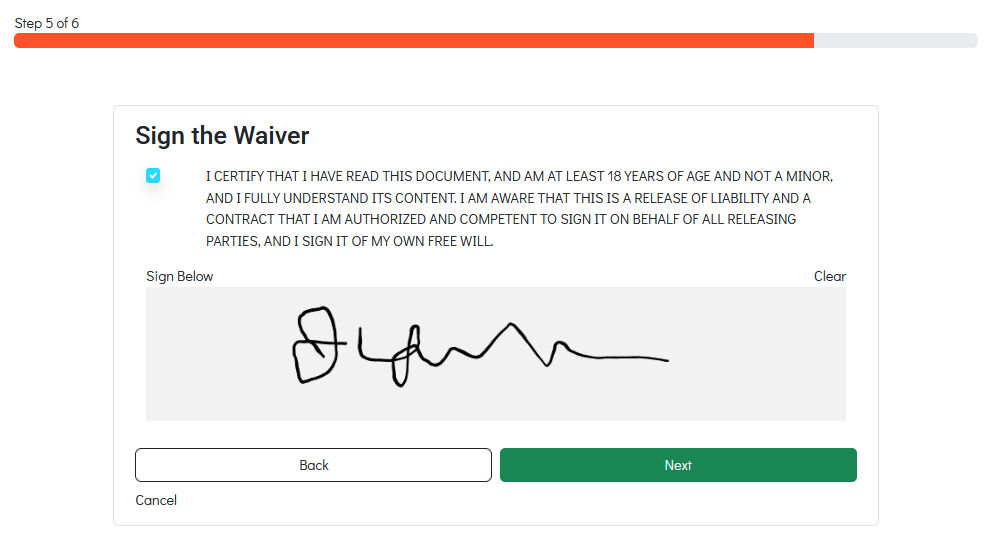 Step 5 of 6
Sign the Waiver
I CERTIFY THAT I HAVE READ THIS DOCUMENT, AND AM AT LEAST 18 YEARS OF AGE AND NOT A MINOR,
AND I FULLY UNDERSTAND ITS CONTENT. I AM AWARE THAT THIS IS A RELEASE OF LIABILITY AND A
CONTRACT THAT I AM AUTHORIZED AND COMPETENT TO SIGN IT ON BEHALF OF ALL RELEASING
PARTIES, AND I SIGN IT OF MY OWN FREE WILL.
Sign Below Clear
Back Next
Cancel